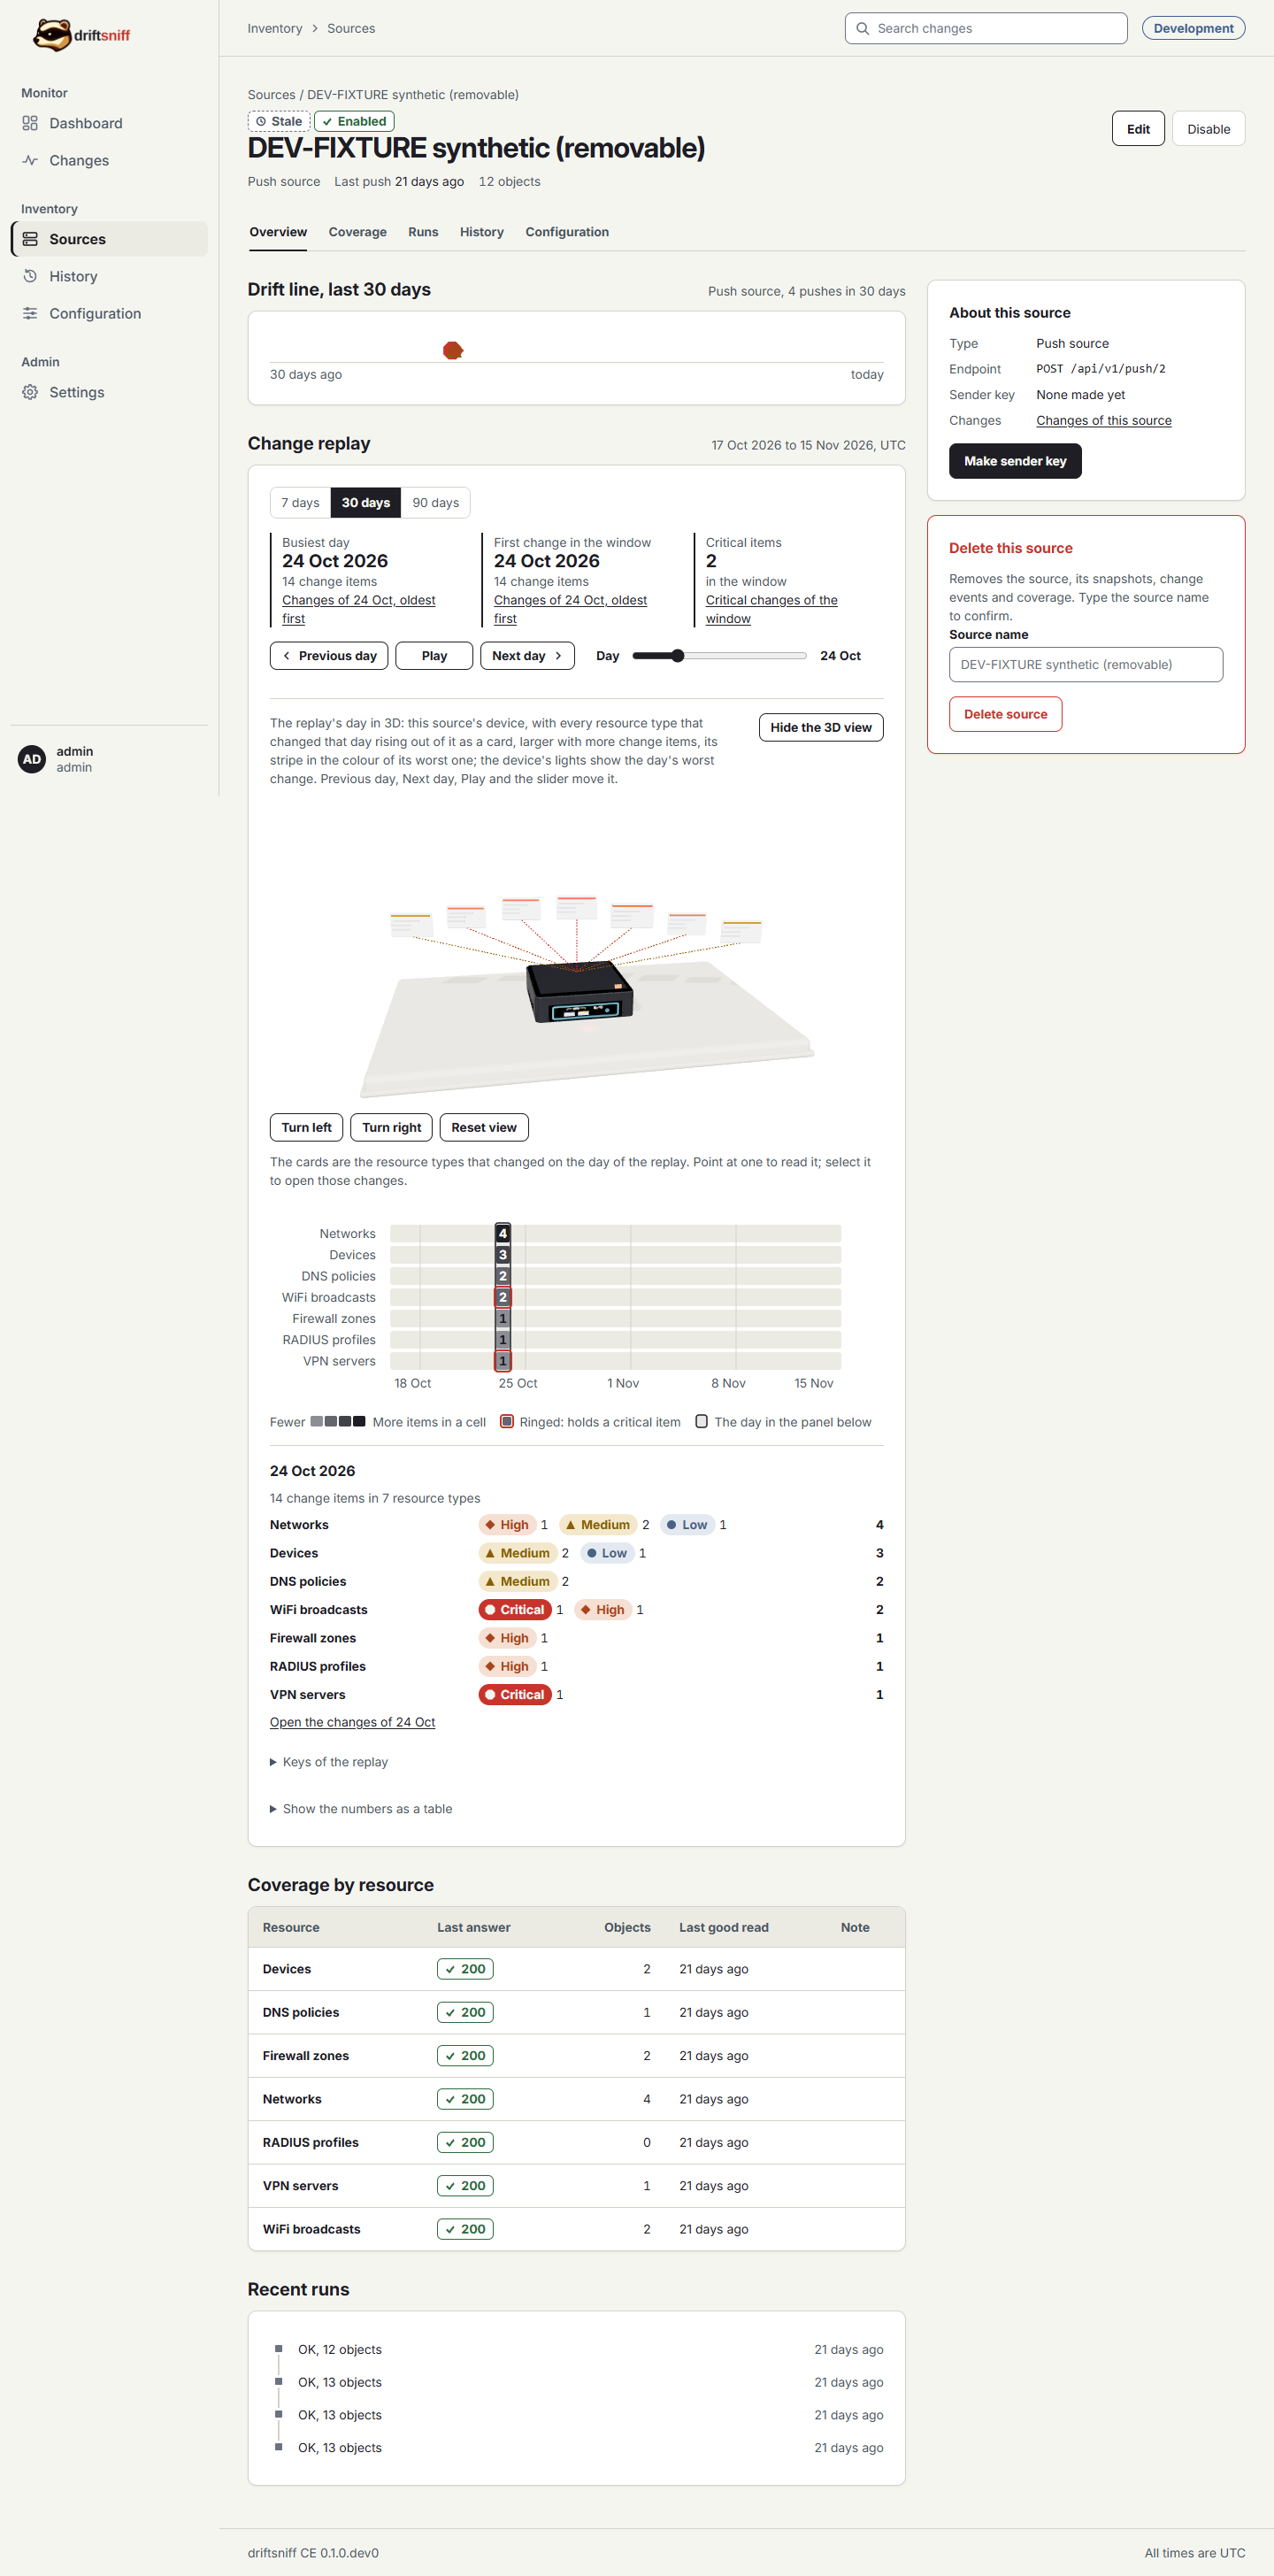 driftsniff
Inventory > Sources
Search changes
Development
Monitor
Dashboard
Changes
Inventory
Sources
History
Configuration
Admin
Settings
AD
admin
admin
Sources / DEV-FIXTURE synthetic (removable)
Stale
Enabled
DEV-FIXTURE synthetic (removable)
Edit
Disable
Push source Last push 21 days ago 12 objects
Overview Coverage Runs History Configuration
Drift line, last 30 days
Push source, 4 pushes in 30 days
30 days ago
today
Change replay
17 Oct 2026 to 15 Nov 2026, UTC
7 days 30 days 90 days
Busiest day
24 Oct 2026
14 change items
Changes of 24 Oct, oldest
first
First change in the window
24 Oct 2026
14 change items
Changes of 24 Oct, oldest
first
Critical items
2
in the window
Critical changes of the
window
Previous day
Play
Next day
Day
24 Oct
The replay's day in 3D: this source's device, with every resource type that
changed that day rising out of it as a card, larger with more change items, its
stripe in the colour of its worst one; the device's lights show the day's worst
change. Previous day, Next day, Play and the slider move it.
Hide the 3D view
Turn left
Turn right
Reset view
The cards are the resource types that changed on the day of the replay. Point at one to read it; select it
to open those changes.
Networks 4
Devices 3
DNS policies 2
WiFi broadcasts 2
Firewall zones 1
RADIUS profiles 1
VPN servers 1
18 Oct 25 Oct 1 Nov 8 Nov 15 Nov
Fewer More items in a cell Ringed: holds a critical item The day in the panel below
24 Oct 2026
14 change items in 7 resource types
Networks High 1 Medium 2 Low 1 4
Devices Medium 2 Low 1 3
DNS policies Medium 2 2
WiFi broadcasts Critical 1 High 1 2
Firewall zones High 1 1
RADIUS profiles High 1 1
VPN servers Critical 1 1
Open the changes of 24 Oct
Keys of the replay
Show the numbers as a table
Coverage by resource
Resource Last answer Objects Last good read Note
Devices 200 2 21 days ago
DNS policies 200 1 21 days ago
Firewall zones 200 2 21 days ago
Networks 200 4 21 days ago
RADIUS profiles 200 0 21 days ago
VPN servers 200 1 21 days ago
WiFi broadcasts 200 2 21 days ago
Recent runs
OK, 12 objects 21 days ago
OK, 13 objects 21 days ago
OK, 13 objects 21 days ago
OK, 13 objects 21 days ago
About this source
Type Push source
Endpoint POST /api/v1/push/2
Sender key None made yet
Changes Changes of this source
Make sender key
Delete this source
Removes the source, its snapshots, change
events and coverage. Type the source name
to confirm.
Source name
DEV-FIXTURE synthetic (removable)
Delete source
driftsniff CE 0.1.0.dev0
All times are UTC